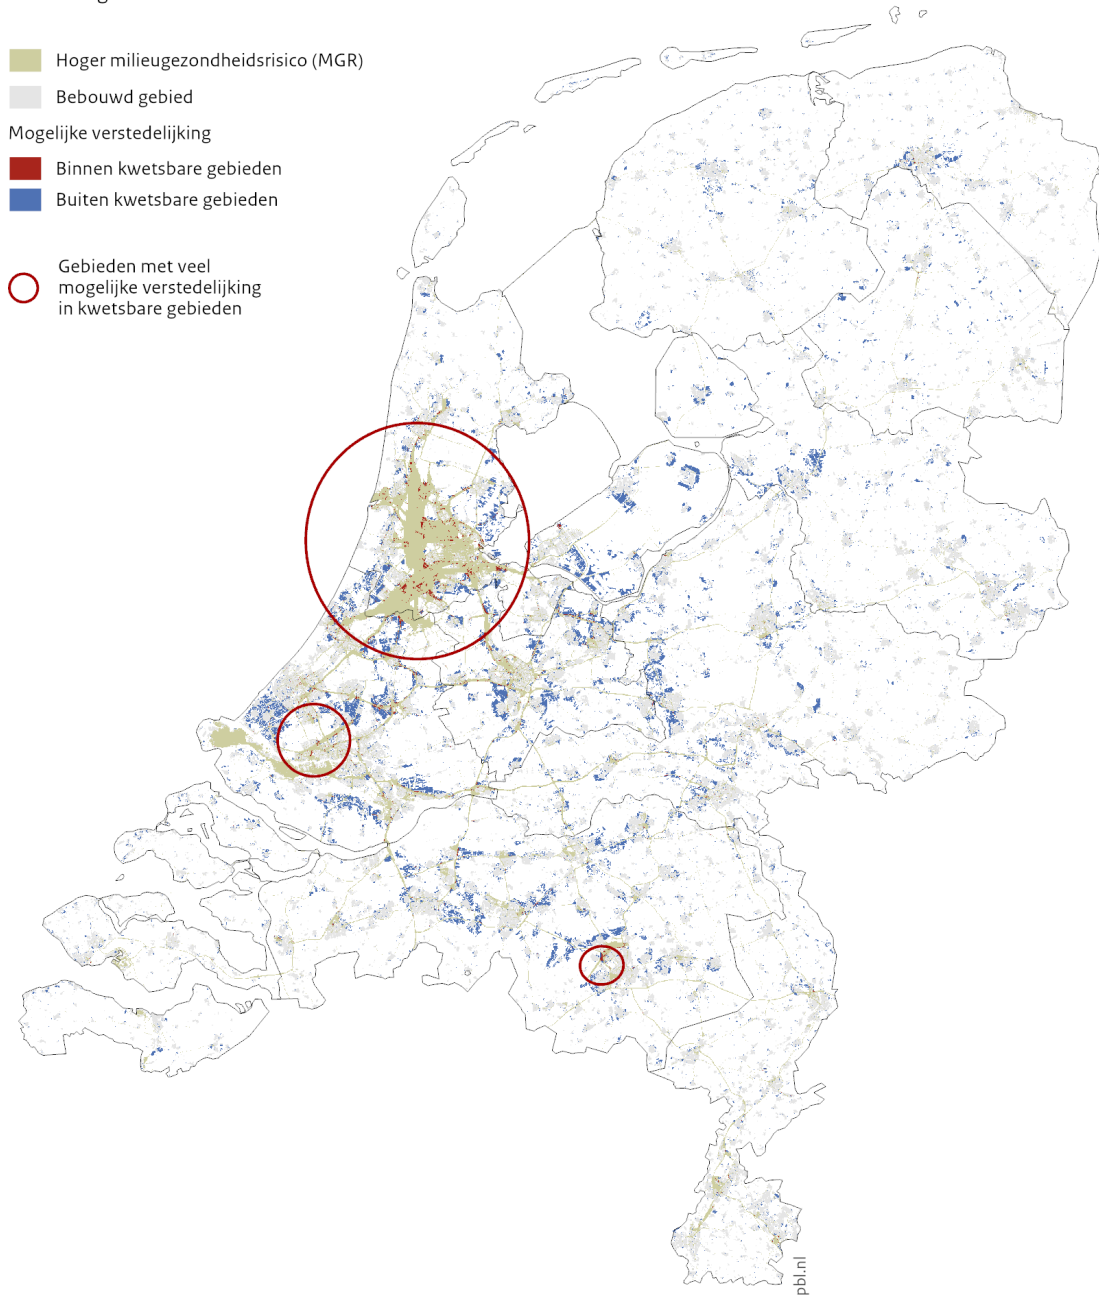 Hoger milieugezondheidsrisico (MGR)
Bebouwd gebied
Mogelijke verstedelijking
Binnen kwetsbare gebieden
Buiten kwetsbare gebieden
Gebieden met veel
mogelijke verstedelijking
in kwetsbare gebieden
pbl.nl